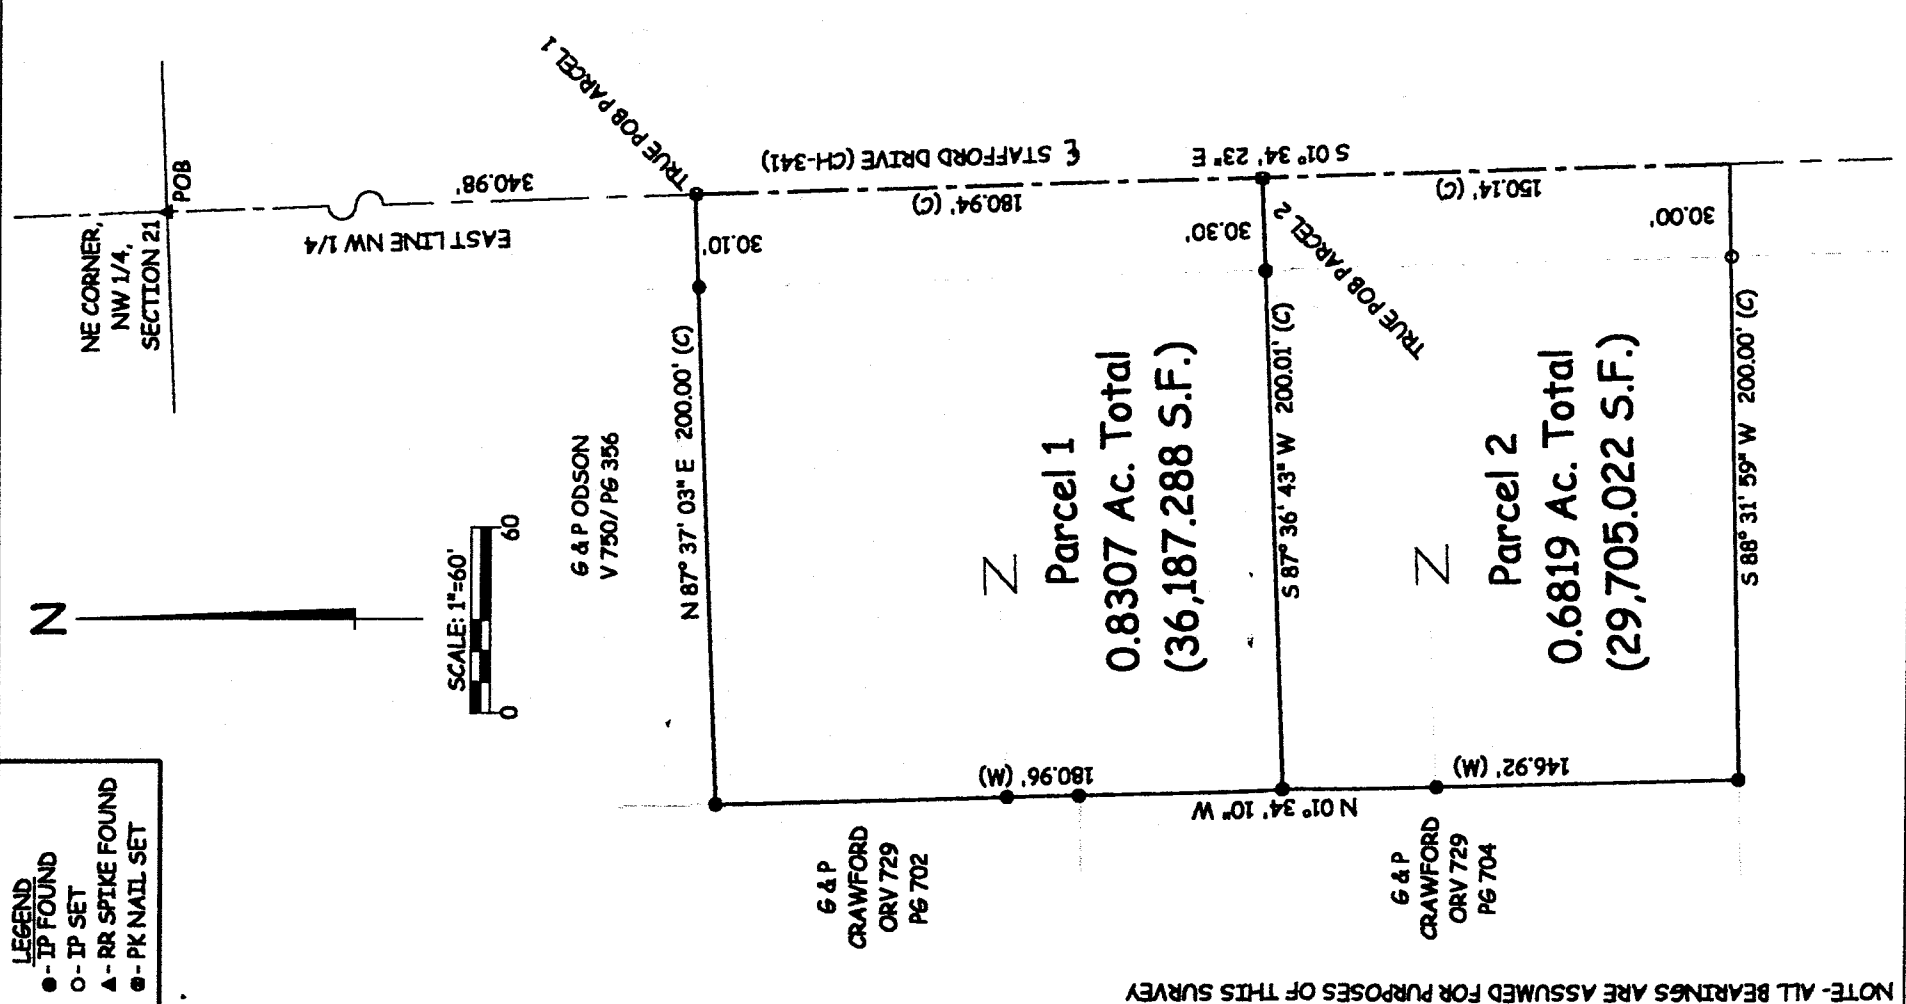 LEGEND
●- IP FOUND
○- IP SET
▲- RR SPIKE FOUND
- PK NAIL SET
N
SCALE: 1"=60'
0
60
NE CORNER,
NW 1/4,
SECTION 21
POB
EAST LINE NW 1/4
340.98'
TRUE POB PARCEL 1
G & P ODSON
V 750/ PG 356
N 87° 37' 03" E 200.00' (C)
30.10'
℄ STAFFORD DRIVE (CH-341)
180.94' (C)
S 01° 34' 23" E
Z
Parcel 1
0.8307 Ac. Total
(36,187.288 S.F.)
180.96' (M)
N 01° 34' 10" W
G & P
CRAWFORD
ORV 729
PG 702
S 87° 36' 43" W 200.01' (C)
30.30'
TRUE POB PARCEL 2
150.14' (C)
Z
Parcel 2
0.6819 Ac. Total
(29,705.022 S.F.)
146.92' (M)
G & P
CRAWFORD
ORV 729
PG 704
S 88° 31' 59" W 200.00' (C)
30.00'
NOTE- ALL BEARINGS ARE ASSUMED FOR PURPOSES OF THIS SURVEY